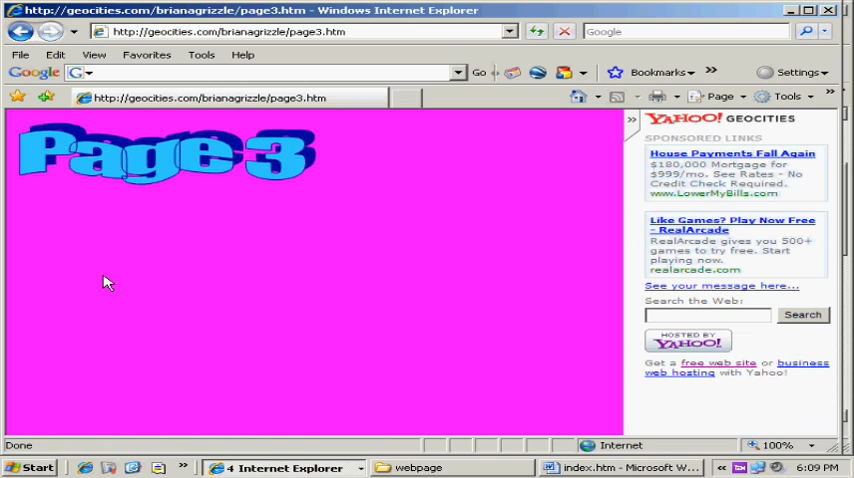 http://geocities.com/brianagrizzle/page3.htm - Windows Internet Explorer
http://geocities.com/brianagrizzle/page3.htm
Google
File Edit View Favorites Tools Help
Google G Go Bookmarks Settings
http://geocities.com/brianagrizzle/page3.htm
Page Tools
Page 3
YAHOO! GEOCITIES
SPONSORED LINKS
House Payments Fall Again
$180,000 Mortgage for
$999/mo. See Rates - No
Credit Check Required.
www.LowerMyBills.com
Like Games? Play Now Free
- RealArcade
RealArcade gives you 500+
games to try free. Start
playing now.
realarcade.com
See your message here...
Search the Web:
Search
HOSTED BY
YAHOO!
Get a free web site or business
web hosting with Yahoo!
Done Internet 100%
Start 4 Internet Explorer webpage index.htm - Microsoft W... 6:09 PM